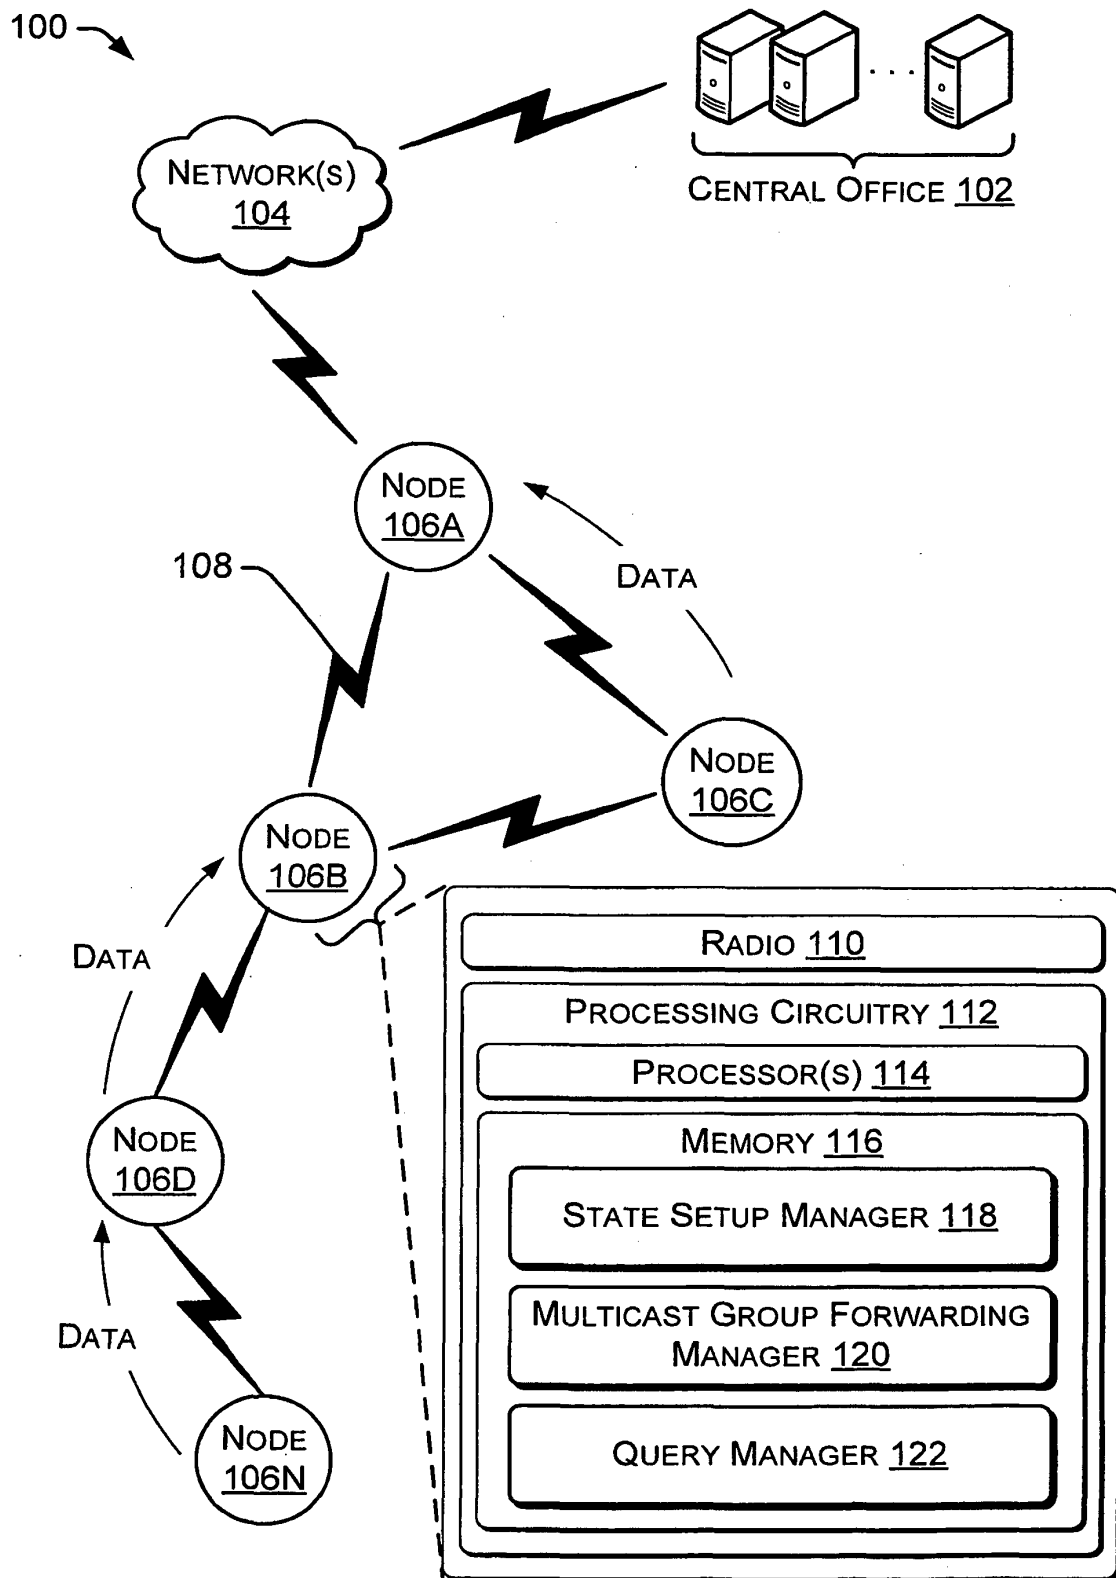 100
NETWORK(S)
104
. . .
CENTRAL OFFICE 102
NODE
106A
DATA
108
NODE
106C
NODE
106B
DATA
RADIO 110
PROCESSING CIRCUITRY 112
PROCESSOR(S) 114
MEMORY 116
STATE SETUP MANAGER 118
MULTICAST GROUP FORWARDING
MANAGER 120
QUERY MANAGER 122
NODE
106D
DATA
NODE
106N